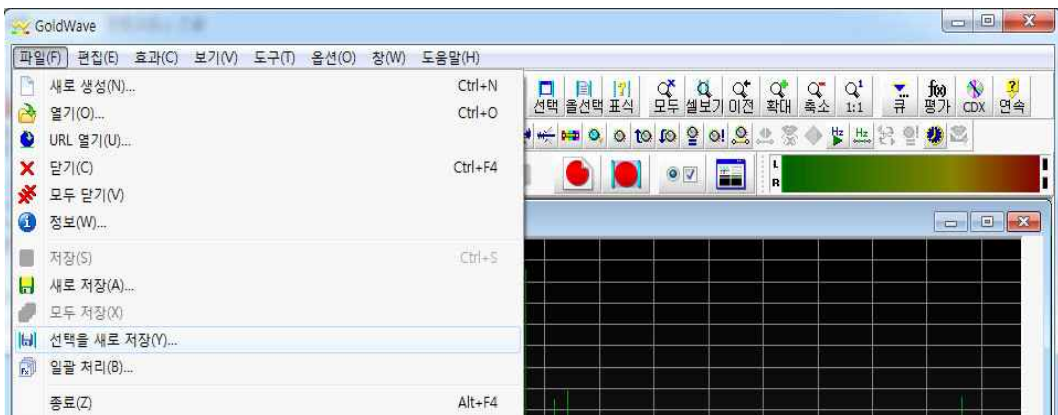 GoldWave
파일(F) 편집(E) 효과(C) 보기(V) 도구(T) 옵션(O) 창(W) 도움말(H)
새로 생성(N)... Ctrl+N
열기(O)... Ctrl+O
URL 열기(U)...
닫기(C) Ctrl+F4
모두 닫기(V)
정보(W)...
저장(S) Ctrl+S
새로 저장(A)...
모두 저장(X)
선택을 새로 저장(Y)...
일괄 처리(B)...
종료(Z) Alt+F4
선택 올선택 표식 모두 셀보기 이전 확대 축소 1:1 큐 평가 CDX 연속
Hz Hz
L
R